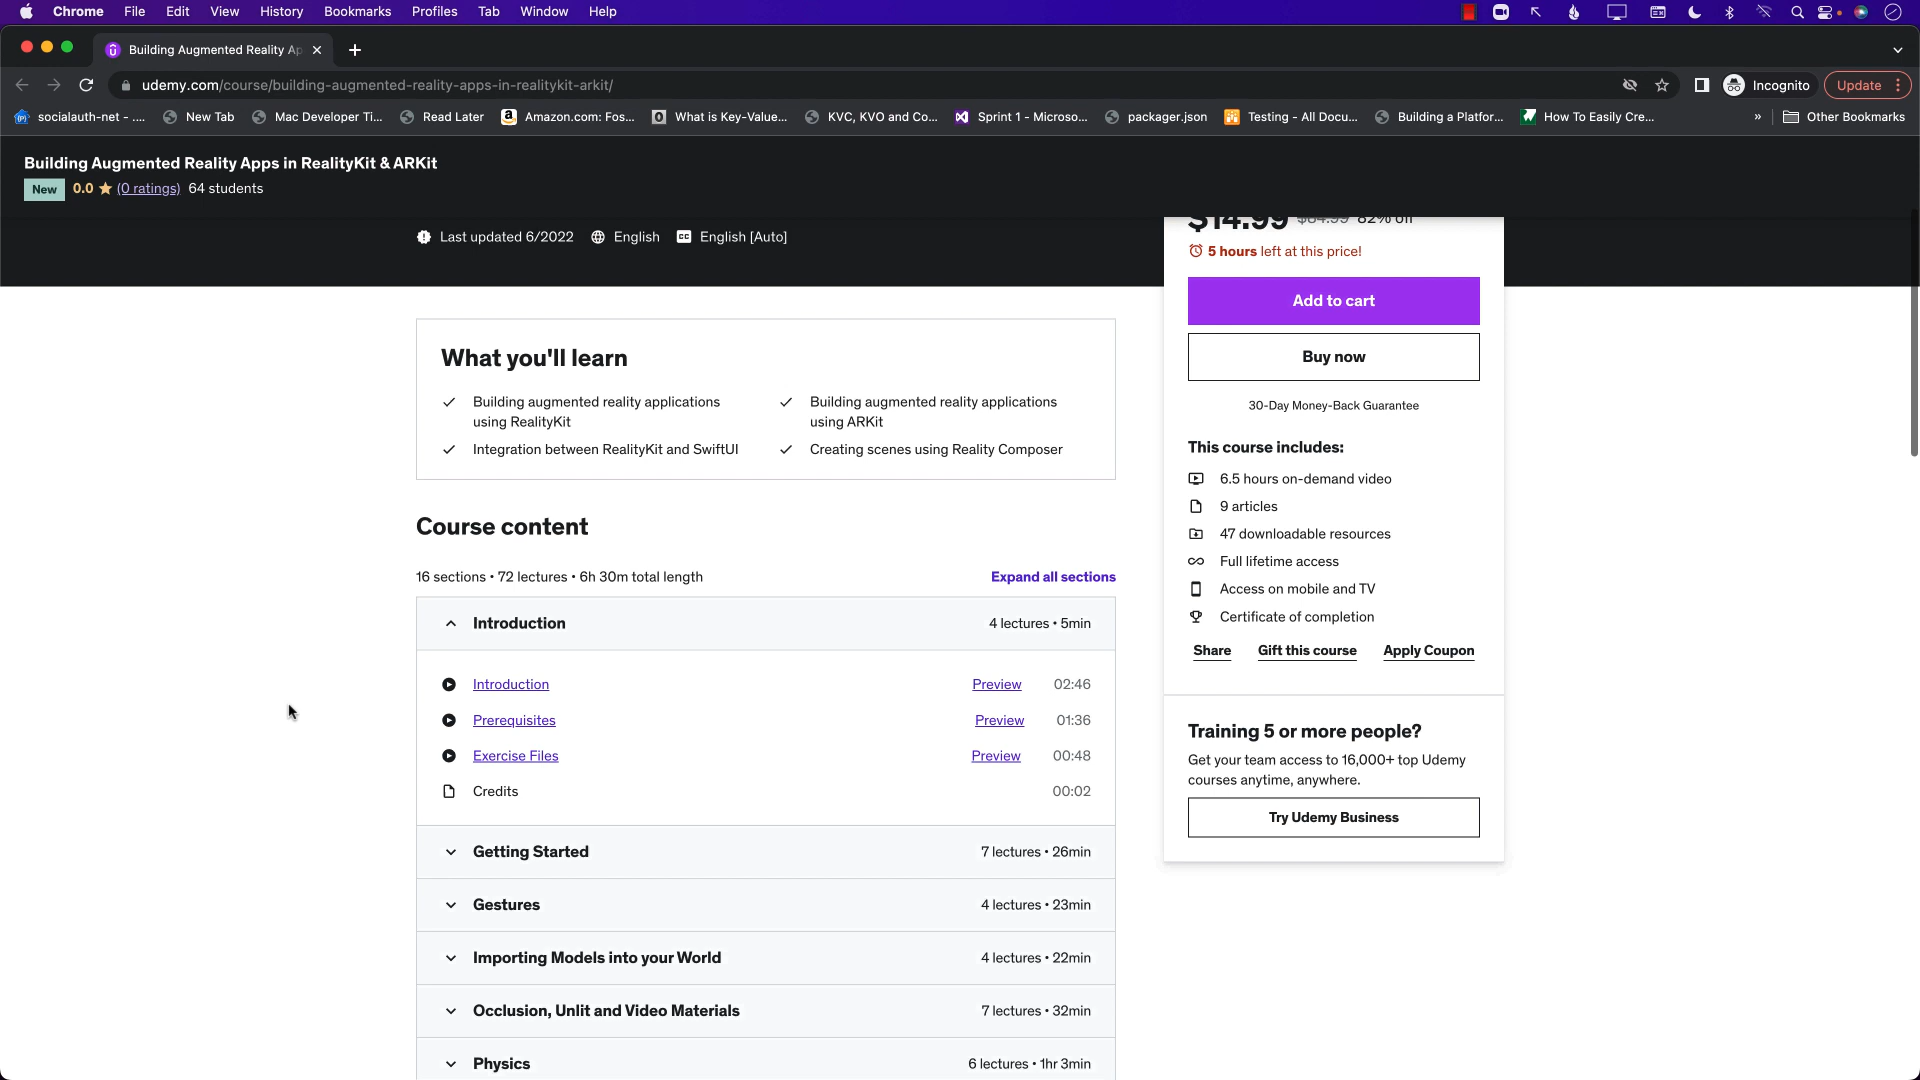 Chrome File Edit View History Bookmarks Profiles Tab Window Help
Building Augmented Reality Ap
udemy.com/course/building-augmented-reality-apps-in-realitykit-arkit/
Incognito
Update
socialauth-net - .... New Tab Mac Developer Ti... Read Later Amazon.com: Fos... What is Key-Value... KVC, KVO and Co... Sprint 1 - Microso... packager.json Testing - All Docu... Building a Platfor... How To Easily Cre... » Other Bookmarks
Building Augmented Reality Apps in RealityKit & ARKit
New 0.0 (0 ratings) 64 students
$14.99 $84.99 82% off
Last updated 6/2022 English English [Auto]
5 hours left at this price!
Add to cart
Buy now
30-Day Money-Back Guarantee
This course includes:
6.5 hours on-demand video
9 articles
47 downloadable resources
Full lifetime access
Access on mobile and TV
Certificate of completion
Share Gift this course Apply Coupon
Training 5 or more people?
Get your team access to 16,000+ top Udemy
courses anytime, anywhere.
Try Udemy Business
What you'll learn
Building augmented reality applications
using RealityKit
Building augmented reality applications
using ARKit
Integration between RealityKit and SwiftUI
Creating scenes using Reality Composer
Course content
16 sections • 72 lectures • 6h 30m total length
Expand all sections
Introduction 4 lectures • 5min
Introduction Preview 02:46
Prerequisites Preview 01:36
Exercise Files Preview 00:48
Credits 00:02
Getting Started 7 lectures • 26min
Gestures 4 lectures • 23min
Importing Models into your World 4 lectures • 22min
Occlusion, Unlit and Video Materials 7 lectures • 32min
Physics 6 lectures • 1hr 3min